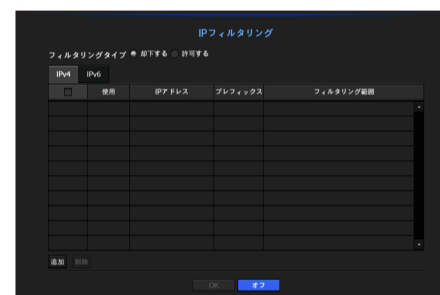 IPフィルタリング
フィルタリングタイプ 却下する 許可する
IPv4 IPv6
使用 IPアドレス プレフィックス フィルタリング範囲
追加 削除
OK オフ